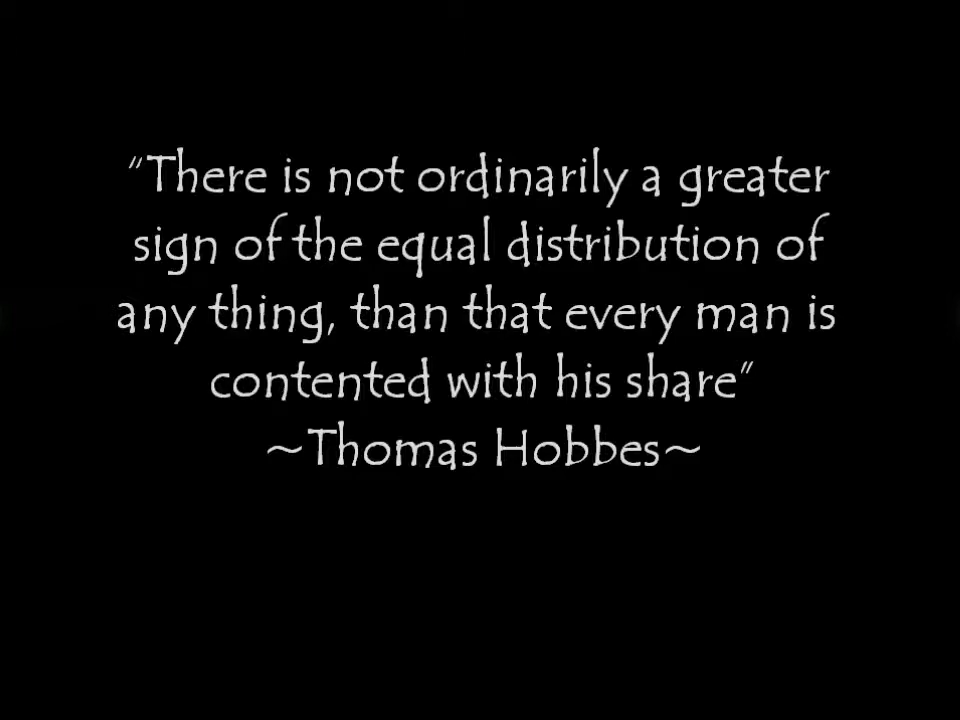 “There is not ordinarily a greater
sign of the equal distribution of
any thing, than that every man is
contented with his share”
~Thomas Hobbes~